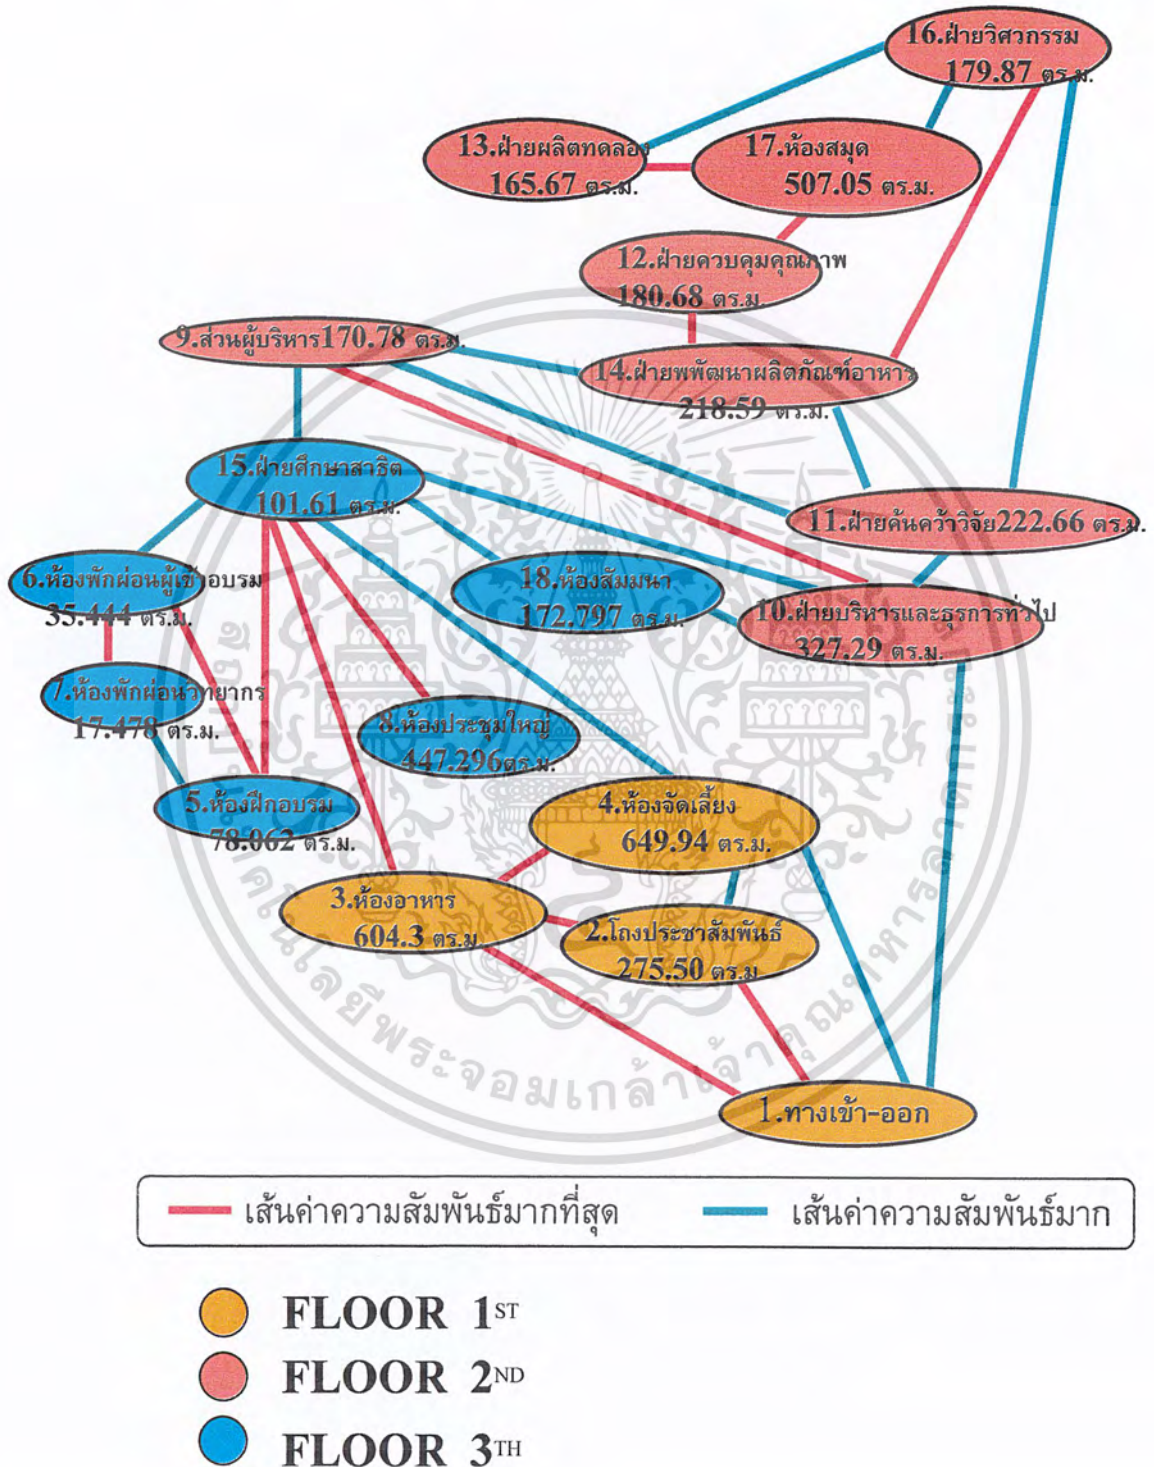 16.ฝ่ายวิศวกรรม
179.87 ตร.ม.
13.ฝ่ายผลิตทดลอง
165.67 ตร.ม.
17.ห้องสมุด
507.05 ตร.ม.
12.ฝ่ายควบคุมคุณภาพ
180.68 ตร.ม.
9.ส่วนผู้บริหาร170.78 ตร.ม.
14.ฝ่ายพพัฒนาผลิตภัณฑ์อาหาร
218.59 ตร.ม.
15.ฝ่ายศึกษาสาธิต
101.61 ตร.ม.
11.ฝ่ายค้นคว้าวิจัย222.66 ตร.ม.
6.ห้องพักผ่อนผู้เข้าอบรม
35.444 ตร.ม.
18.ห้องสัมมนา
172.797 ตร.ม.
10.ฝ่ายบริหารและธุรการทั่วไป
327.29 ตร.ม.
7.ห้องพักผ่อนวิทยากร
17.478 ตร.ม.
8.ห้องประชุมใหญ่
447.296ตร.ม.
5.ห้องฝึกอบรม
78.062 ตร.ม.
4.ห้องจัดเลี้ยง
649.94 ตร.ม.
3.ห้องอาหาร
604.3 ตร.ม.
2.โถงประชาสัมพันธ์
275.50 ตร.ม
1.ทางเข้า-ออก
เส้นค่าความสัมพันธ์มากที่สุด
เส้นค่าความสัมพันธ์มาก
FLOOR 1ST
FLOOR 2ND
FLOOR 3TH